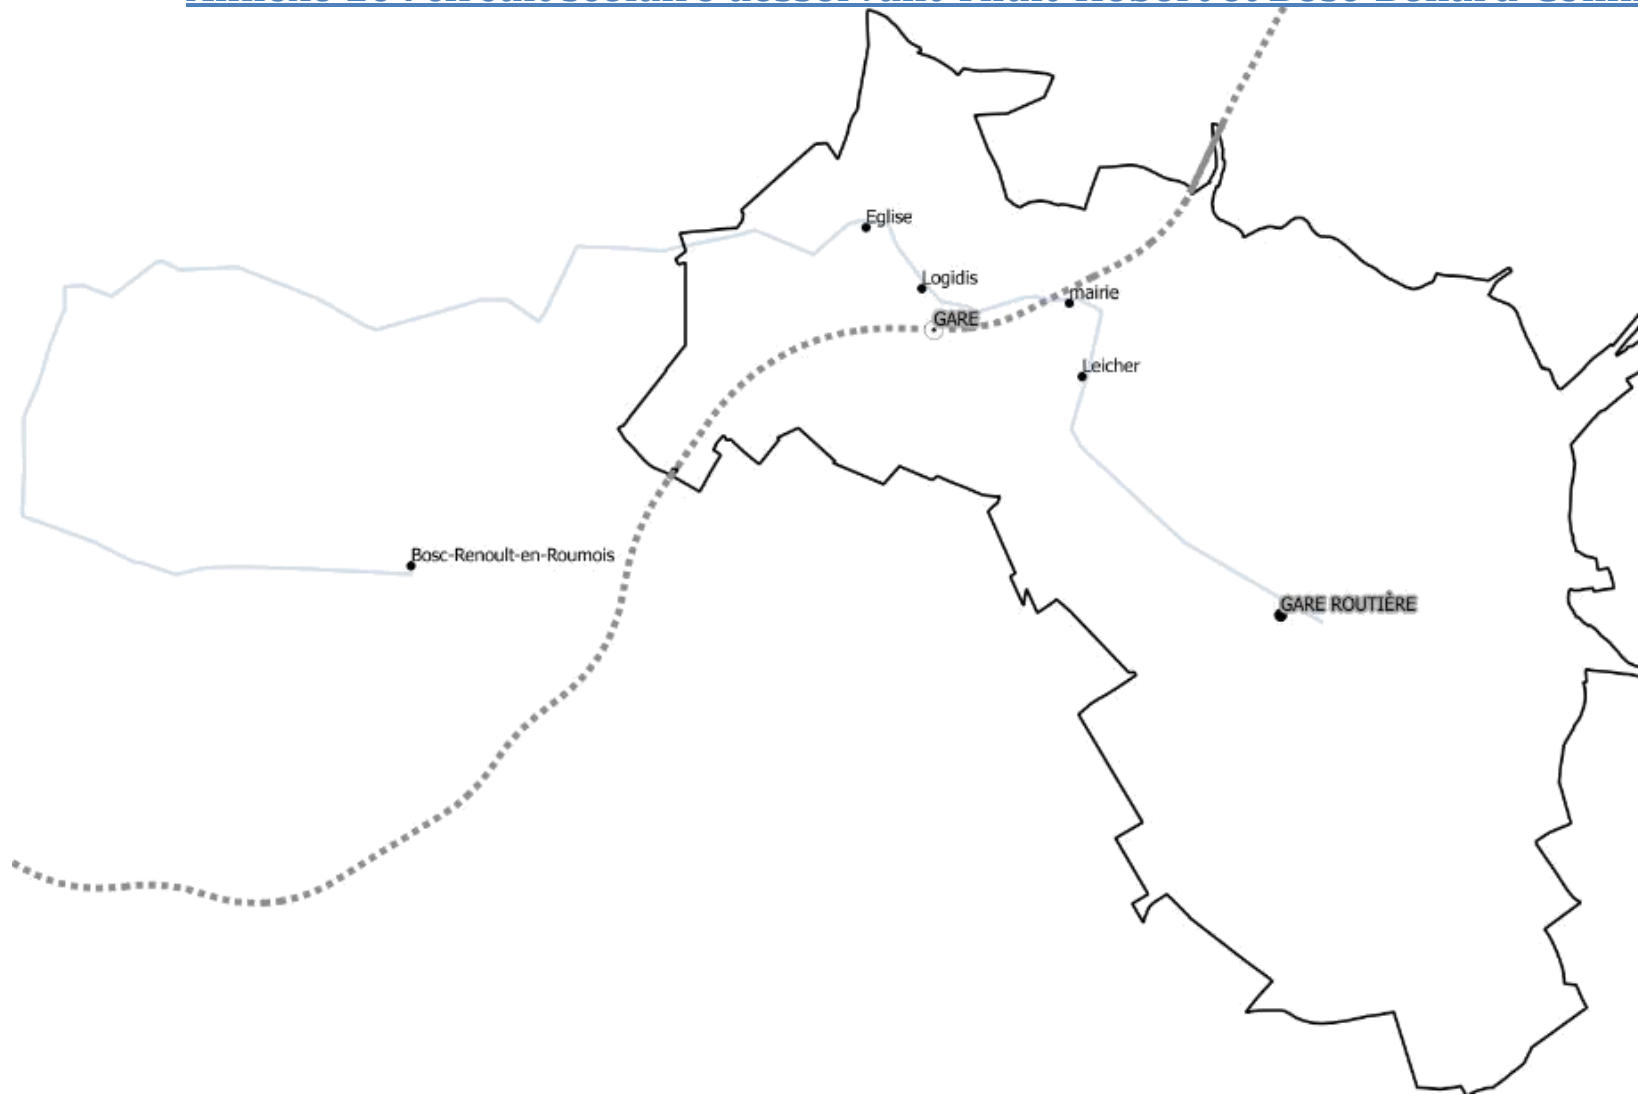 Eglise
Logidis
mairie
GARE
Leicher
Bosc-Renoult-en-Roumois
GARE ROUTIÈRE